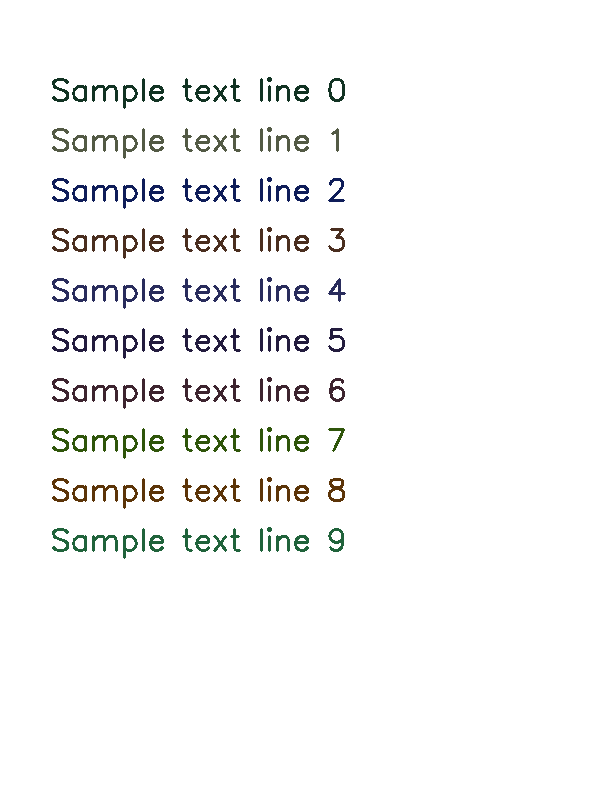 Sample text line 0
Sample text line 1
Sample text line 2
Sample text line 3
Sample text line 4
Sample text line 5
Sample text line 6
Sample text line 7
Sample text line 8
Sample text line 9